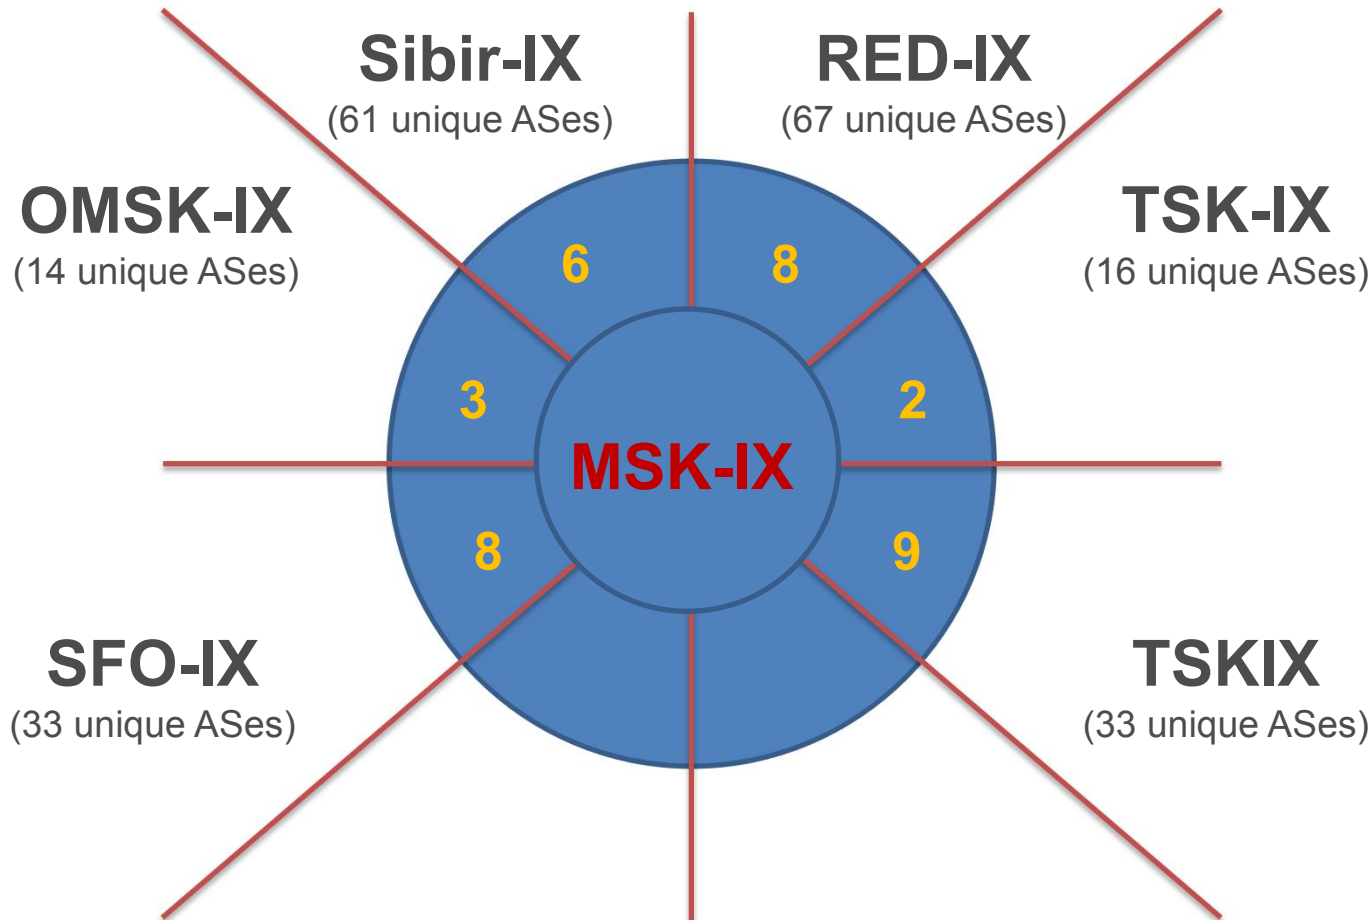 Sibir-IX
(61 unique ASes)
RED-IX
(67 unique ASes)
OMSK-IX
(14 unique ASes)
TSK-IX
(16 unique ASes)
6
8
3
2
MSK-IX
8
9
SFO-IX
(33 unique ASes)
TSKIX
(33 unique ASes)